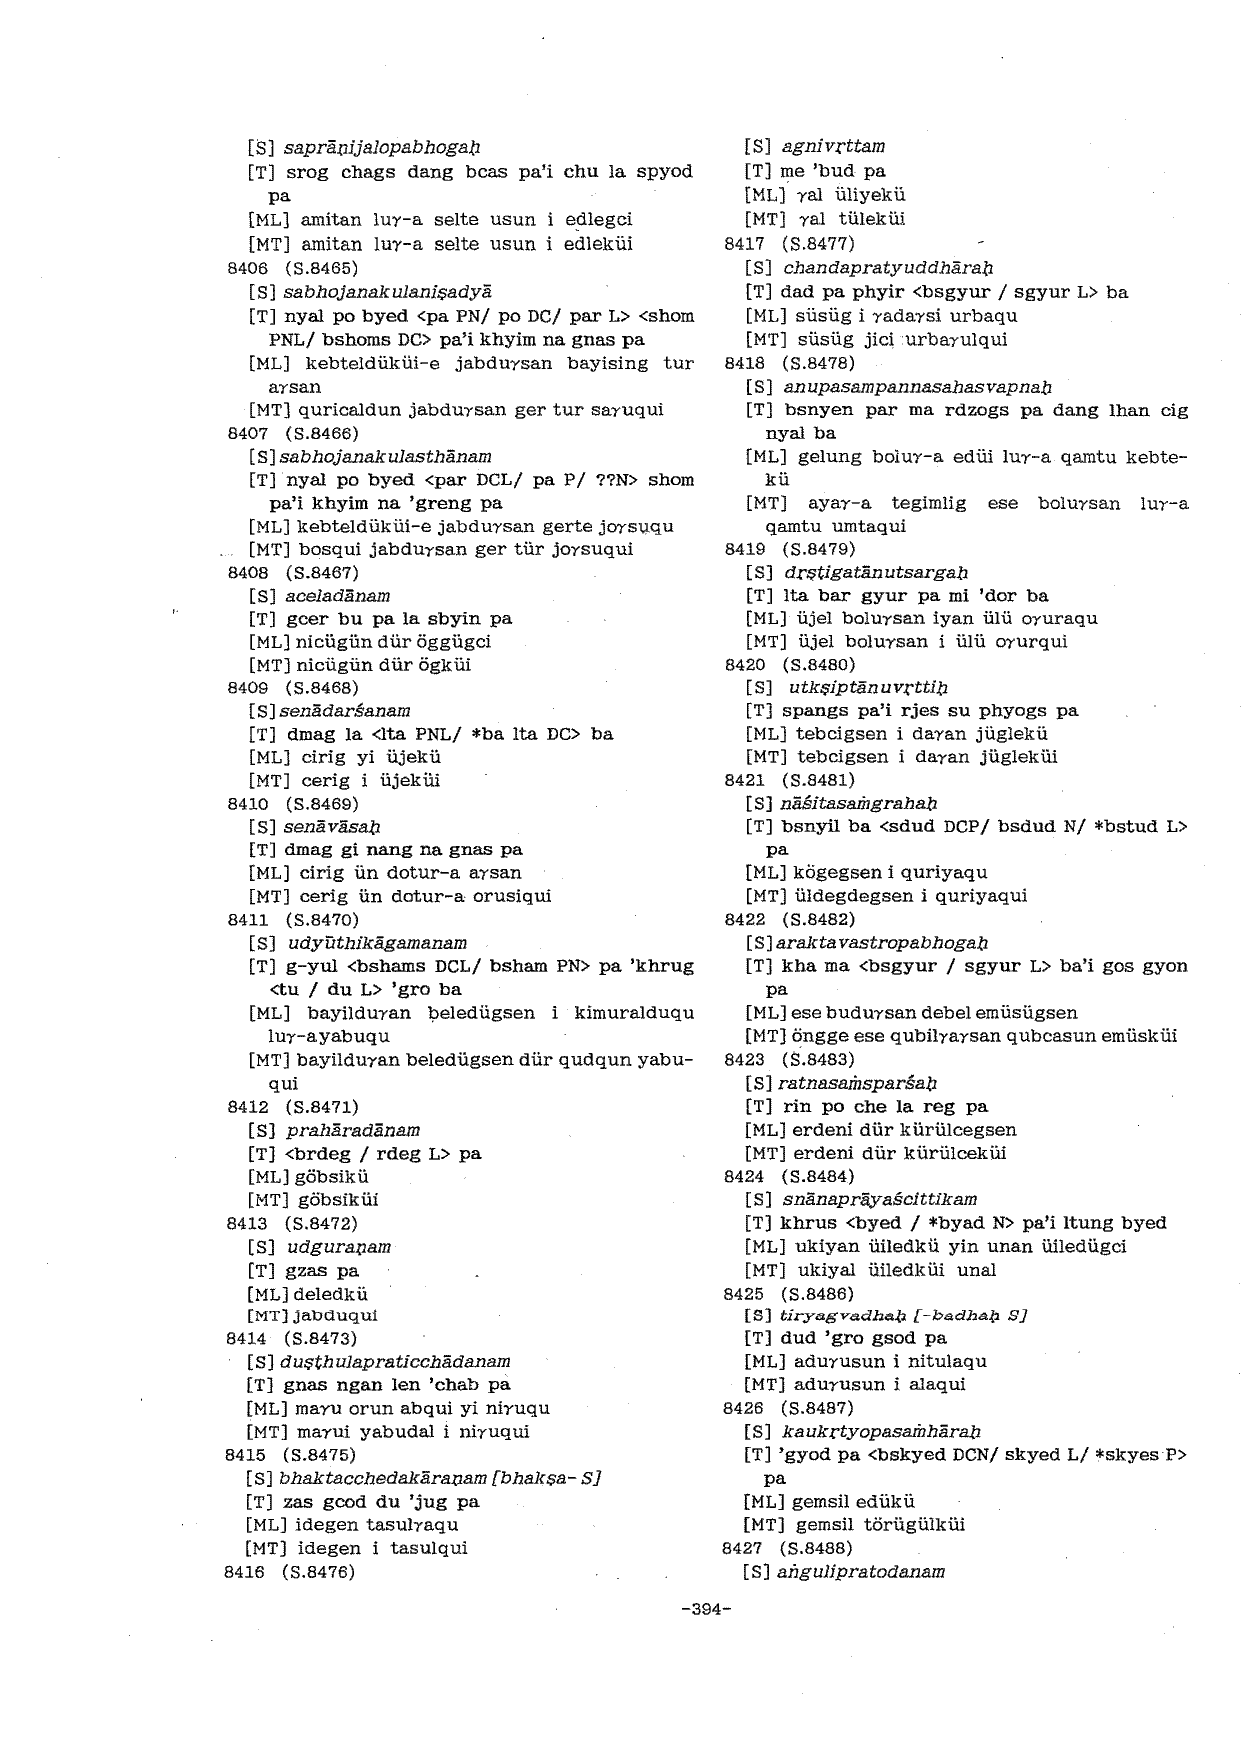 [S] saprāṇijalopabhogaḥ
[T] srog chags dang bcas pa'i chu la spyod
pa
[ML] amitan luγ-a selte usun i edlegci
[MT] amitan luγ-a selte usun i edleküi
8406 (S.8465)
[S] sabhojanakulaniṣadyā
[T] nyal po byed <pa PN/ po DC/ par L> <shom
PNL/ bshoms DC> pa'i khyim na gnas pa
[ML] kebteldüküi-e jabduγsan bayising tur
aγsan
[MT] quricaldun jabduγsan ger tur saγuqui
8407 (S.8466)
[S] sabhojanakulasthānam
[T] nyal po byed <par DCL/ pa P/ ??N> shom
pa'i khyim na 'greng pa
[ML] kebteldüküi-e jabduγsan gerte joγsuqu
[MT] bosqui jabduγsan ger tür joγsuqui
8408 (S.8467)
[S] aceladānam
[T] gcer bu pa la sbyin pa
[ML] nicügün dür öggügci
[MT] nicügün dür ögküi
8409 (S.8468)
[S] senādarśanam
[T] dmag la <lta PNL/ *ba lta DC> ba
[ML] cirig yi üjekü
[MT] cerig i üjeküi
8410 (S.8469)
[S] senāvāsaḥ
[T] dmag gi nang na gnas pa
[ML] cirig ün dotur-a aγsan
[MT] cerig ün dotur-a orusiqui
8411 (S.8470)
[S] udyūthikāgamanam
[T] g-yul <bshams DCL/ bsham PN> pa 'khrug
<tu / du L> 'gro ba
[ML] bayilduγan beledügsen i kimuralduqu
luγ-ayabuqu
[MT] bayilduγan beledügsen dür qudqun yabu-
qui
8412 (S.8471)
[S] prahāradānam
[T] <brdeg / rdeg L> pa
[ML] göbsikü
[MT] göbsiküi
8413 (S.8472)
[S] udguraṇam
[T] gzas pa
[ML] deledkü
[MT] jabduqui
8414 (S.8473)
[S] duṣṭhulapraticchādanam
[T] gnas ngan len 'chab pa
[ML] maγu orun abqui yi niγuqu
[MT] maγui yabudal i niγuqui
8415 (S.8475)
[S] bhaktacchedakāraṇam [bhakṣa- S]
[T] zas gcod du 'jug pa
[ML] idegen tasulγaqu
[MT] idegen i tasulqui
8416 (S.8476)
[S] agnivṛttam
[T] me 'bud pa
[ML] γal üliyekü
[MT] γal tüleküi
8417 (S.8477)
[S] chandapratyuddhāraḥ
[T] dad pa phyir <bsgyur / sgyur L> ba
[ML] süsüg i γadaγsi urbaqu
[MT] süsüg jici urbaγulqui
8418 (S.8478)
[S] anupasampannasahasvapnaḥ
[T] bsnyen par ma rdzogs pa dang lhan cig
nyal ba
[ML] gelung boluγ-a edüi luγ-a qamtu kebte-
kü
[MT] ayaγ-a tegimlig ese boluγsan luγ-a
qamtu umtaqui
8419 (S.8479)
[S] dṛṣṭigatānutsargaḥ
[T] lta bar gyur pa mi 'dor ba
[ML] üjel boluγsan iyan ülü oγuraqu
[MT] üjel boluγsan i ülü oγurqui
8420 (S.8480)
[S] utkṣiptānuvṛttiḥ
[T] spangs pa'i rjes su phyogs pa
[ML] tebcigsen i daγan jüglekü
[MT] tebcigsen i daγan jügleküi
8421 (S.8481)
[S] nāśitasaṁgrahaḥ
[T] bsnyil ba <sdud DCP/ bsdud N/ *bstud L>
pa
[ML] kögegsen i quriyaqu
[MT] üldegdegsen i quriyaqui
8422 (S.8482)
[S] araktavastropabhogaḥ
[T] kha ma <bsgyur / sgyur L> ba'i gos gyon
pa
[ML] ese buduγsan debel emüsügsen
[MT] öngge ese qubilγaγsan qubcasun emüsküi
8423 (S.8483)
[S] ratnasaṁsparśaḥ
[T] rin po che la reg pa
[ML] erdeni dür kürülcegsen
[MT] erdeni dür kürülceküi
8424 (S.8484)
[S] snānaprāyaścittikam
[T] khrus <byed / *byad N> pa'i ltung byed
[ML] ukiyan üiledkü yin unan üiledügci
[MT] ukiyal üiledküi unal
8425 (S.8486)
[S] tiryagvadhaḥ [-badhaḥ S]
[T] dud 'gro gsod pa
[ML] aduγusun i nitulaqu
[MT] aduγusun i alaqui
8426 (S.8487)
[S] kaukṛtyopasaṁhāraḥ
[T] 'gyod pa <bskyed DCN/ skyed L/ *skyes P>
pa
[ML] gemsil edükü
[MT] gemsil törügülküi
8427 (S.8488)
[S] aṅgulipratodanam
-394-